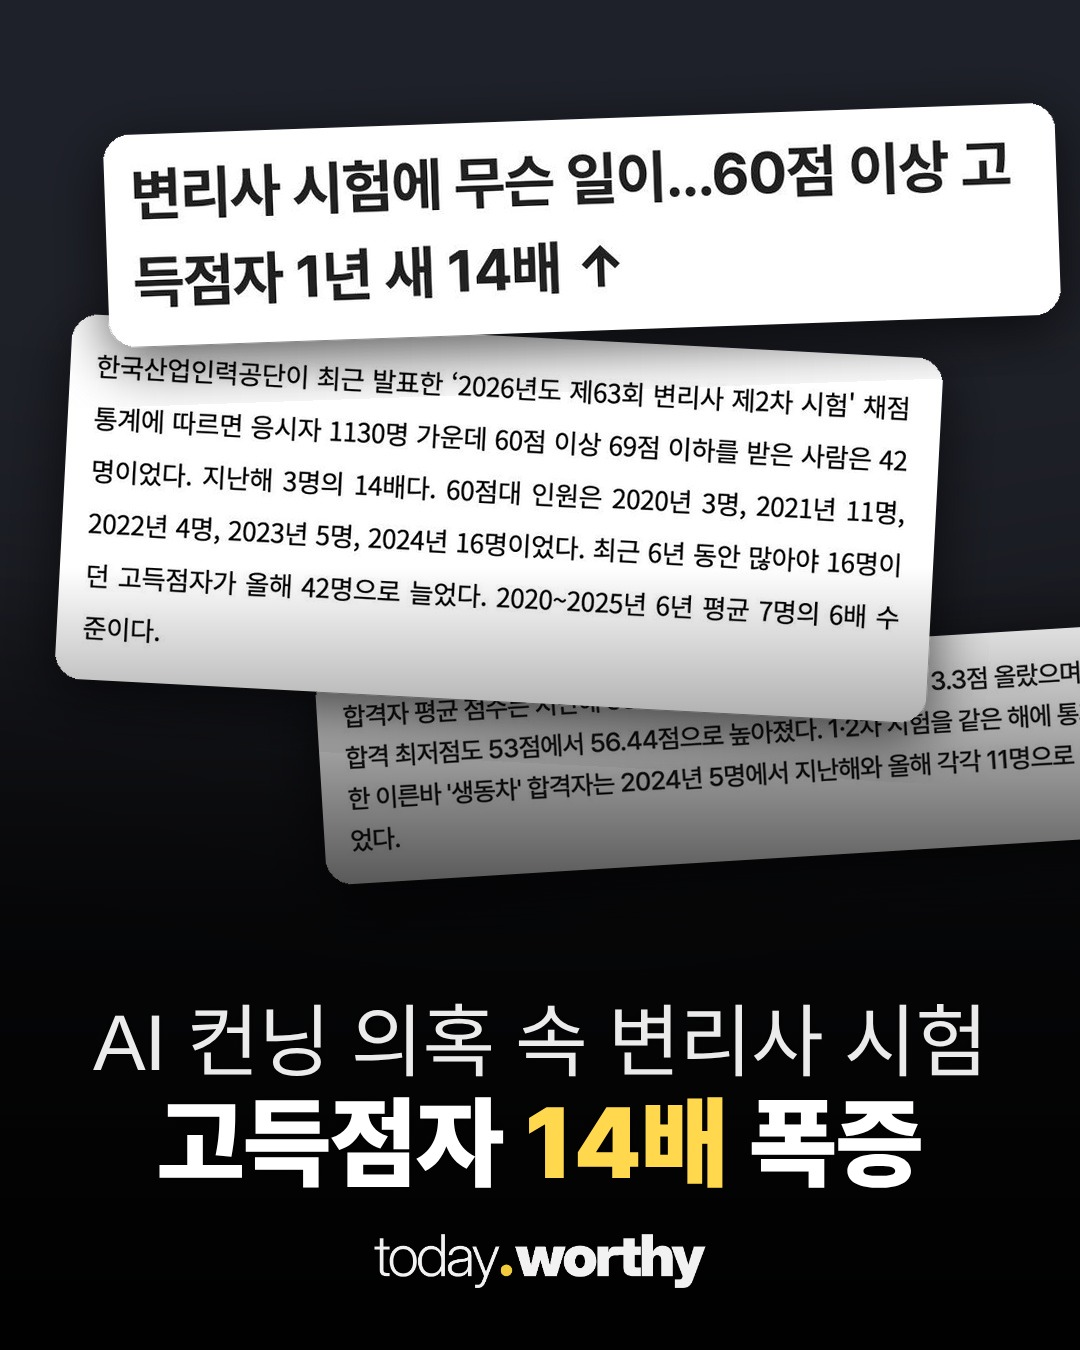 변리사 시험에 무슨 일이...60점 이상 고
득점자 1년 새 14배 ↑
한국산업인력공단이 최근 발표한 ‘2026년도 제63회 변리사 제2차 시험' 채점
통계에 따르면 응시자 1130명 가운데 60점 이상 69점 이하를 받은 사람은 42
명이었다. 지난해 3명의 14배다. 60점대 인원은 2020년 3명, 2021년 11명,
2022년 4명, 2023년 5명, 2024년 16명이었다. 최근 6년 동안 많아야 16명이
던 고득점자가 올해 42명으로 늘었다. 2020~2025년 6년 평균 7명의 6배 수
준이다.
합격자 평균 점수는 지난해 3.3점 올랐으며
합격 최저점도 53점에서 56.44점으로 높아졌다. 1·2차 시험을 같은 해에 통
한 이른바 '생동차' 합격자는 2024년 5명에서 지난해와 올해 각각 11명으로
었다.
AI 컨닝 의혹 속 변리사 시험
고득점자 14배 폭증
today.worthy